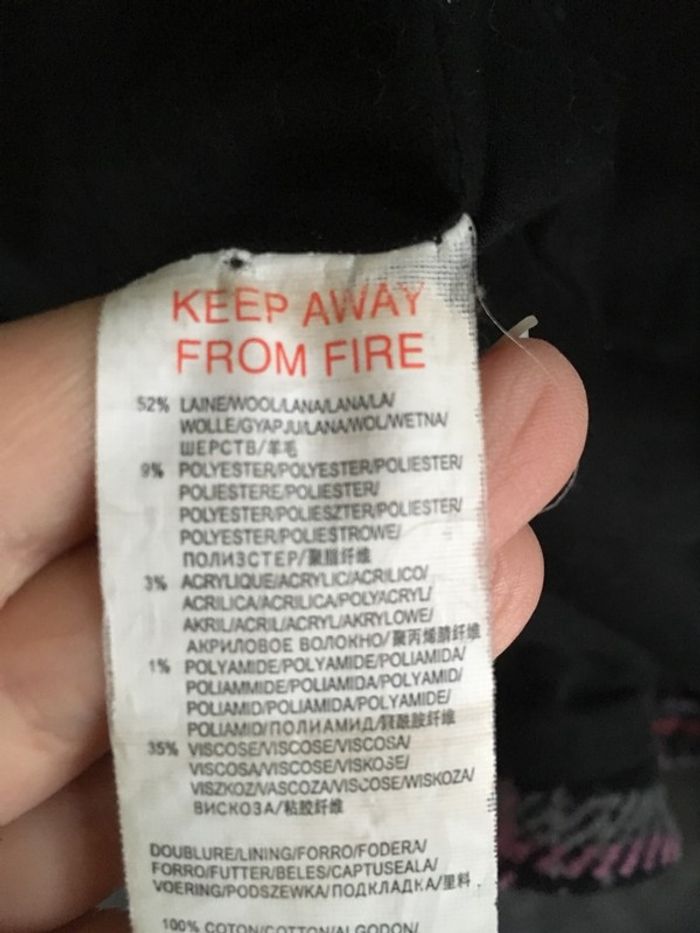 KEEP AWAY
FROM FIRE
52% LAINE/WOOL/LANA/LANA/LA/
WOLLE/GYAPJU/LANA/WOL/WETNA/
ШЕРСТВ/羊毛
9% POLYESTER/POLYESTER/POLIESTER/
POLIESTERE/POLIESTER/
POLYESTER/POLIESZTER/POLIESTER/
POLYESTER/POLIESTROWE/
ПОЛИЗСТЕР/聚脂纤维
3% ACRYLIQUE/ACRYLIC/ACRILICO/
ACRILICA/ACRILICA/POLYACRYL/
AKRIL/ACRIL/ACRYL/AKRYLOWE/
АКРИЛОВОЕ ВОЛОКНО/聚丙烯腈纤维
1% POLYAMIDE/POLYAMIDE/POLIAMIDA/
POLIAMMIDE/POLIAMIDA/POLYAMID/
POLIAMID/POLIAMIDA/POLYAMIDE/
POLIAMID/ПОЛИАМИД/聚酰胺纤维
35% VISCOSE/VISCOSE/VISCOSA/
VISCOSA/VISCOSE/VISKOSE/
VISZKOZ/VASCOZA/VISCOSE/WISKOZA/
ВИСКОЗА/粘胶纤维
DOUBLURE/LINING/FORRO/FODERA/
FORRO/FUTTER/BELES/CAPTUSEALA/
VOERING/PODSZEWKA/ПОДКЛАДКА/里料
100% COTON/COTTON/ALGODON/